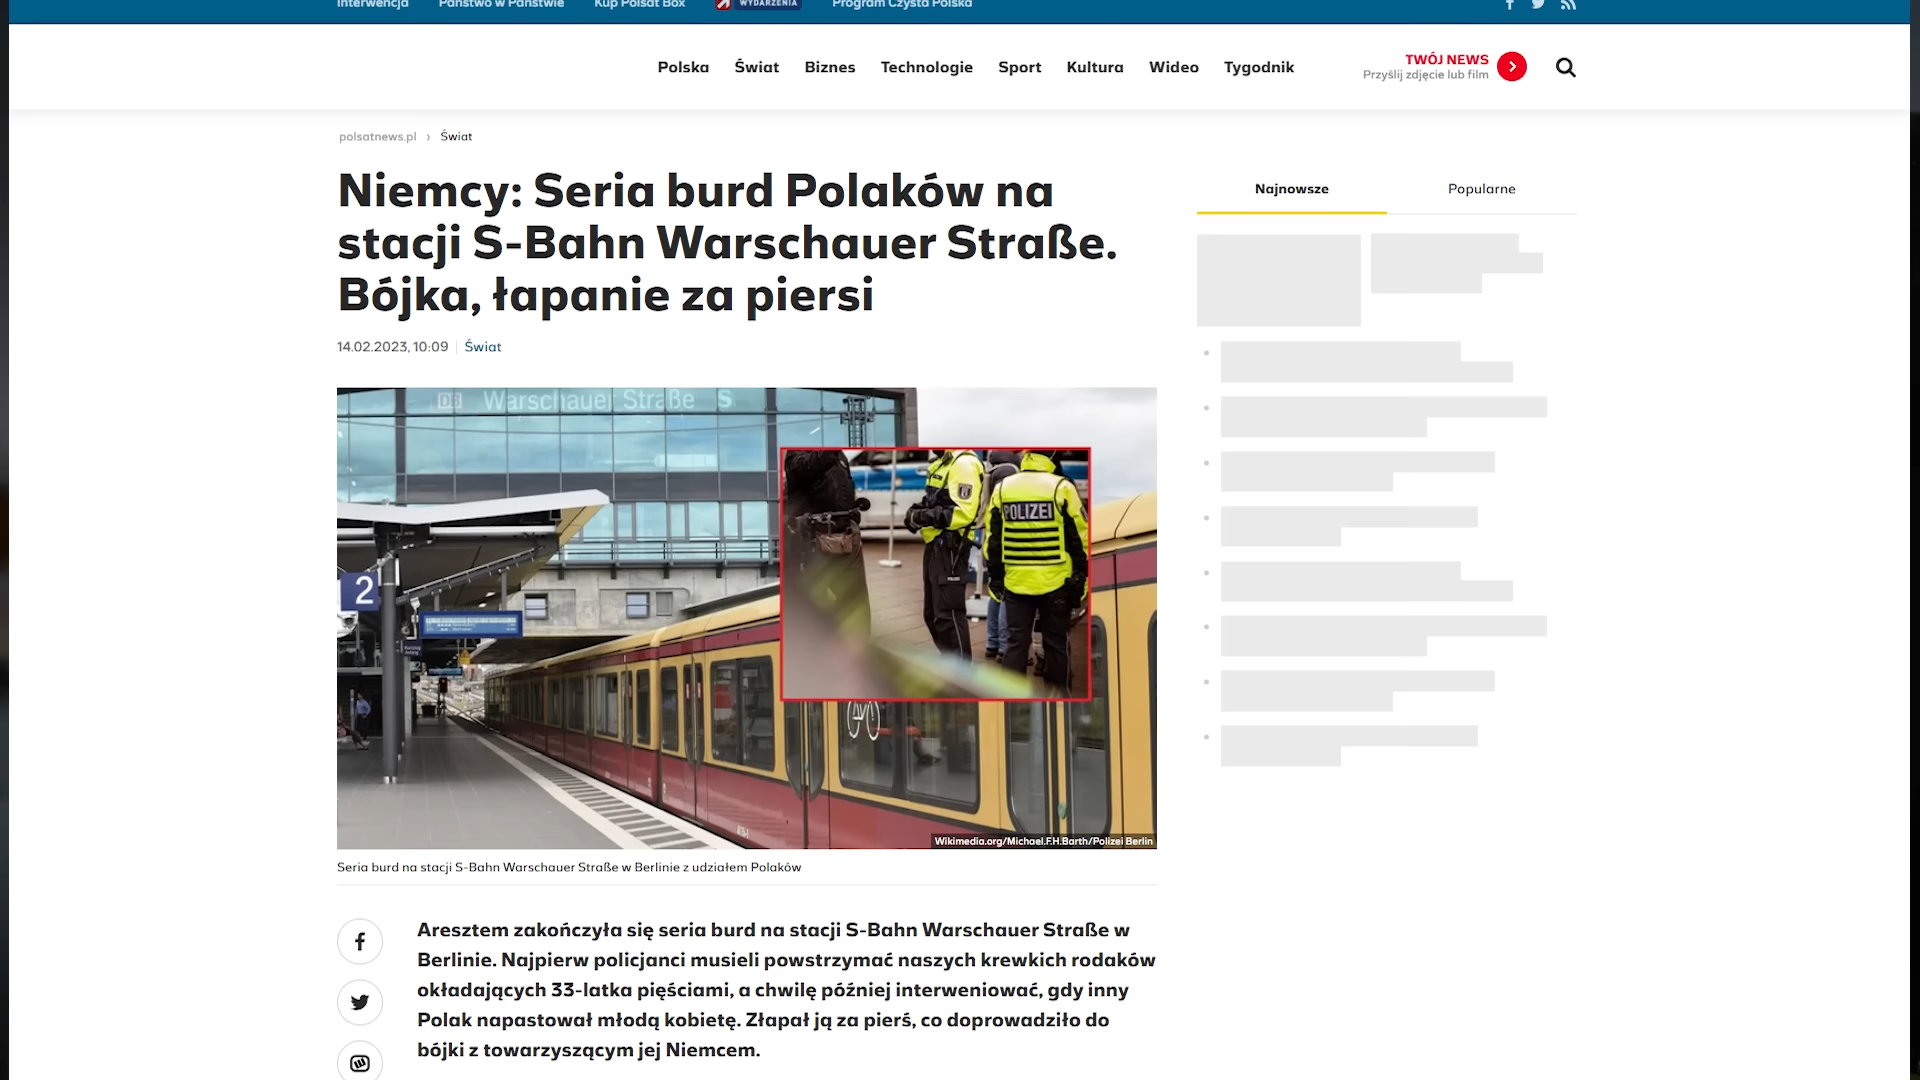 Interwencja Państwo w Państwie Kup Polsat Box WYDARZENIA Program Czysta Polska
Polska Świat Biznes Technologie Sport Kultura Wideo Tygodnik
TWÓJ NEWS
Przyślij zdjęcie lub film
polsatnews.pl › Świat
Niemcy: Seria burd Polaków na
stacji S-Bahn Warschauer Straße.
Bójka, łapanie za piersi
14.02.2023, 10:09 Świat
Najnowsze Popularne
DB Warschauer Straße S
POLIZEI
2
Wikimedia.org/Michael.F.H.Barth/Polizei Berlin
Seria burd na stacji S-Bahn Warschauer Straße w Berlinie z udziałem Polaków
Aresztem zakończyła się seria burd na stacji S-Bahn Warschauer Straße w
Berlinie. Najpierw policjanci musieli powstrzymać naszych krewkich rodaków
okładających 33-latka pięściami, a chwilę później interweniować, gdy inny
Polak napastował młodą kobietę. Złapał ją za pierś, co doprowadziło do
bójki z towarzyszącym jej Niemcem.